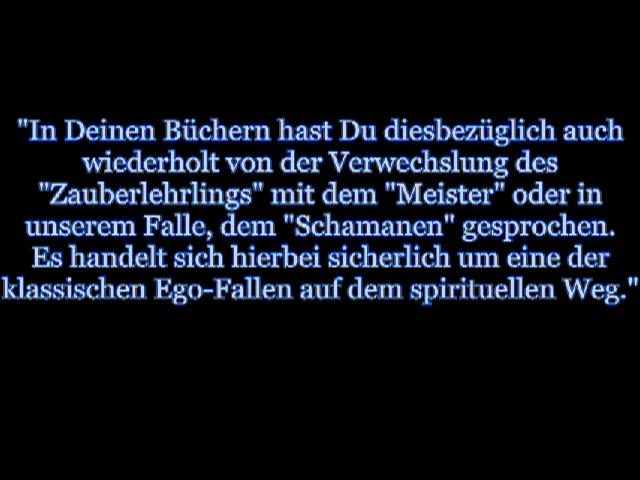 "In Deinen Büchern hast Du diesbezüglich auch
wiederholt von der Verwechslung des
"Zauberlehrlings" mit dem "Meister" oder in
unserem Falle, dem "Schamanen" gesprochen.
Es handelt sich hierbei sicherlich um eine der
klassischen Ego-Fallen auf dem spirituellen Weg."